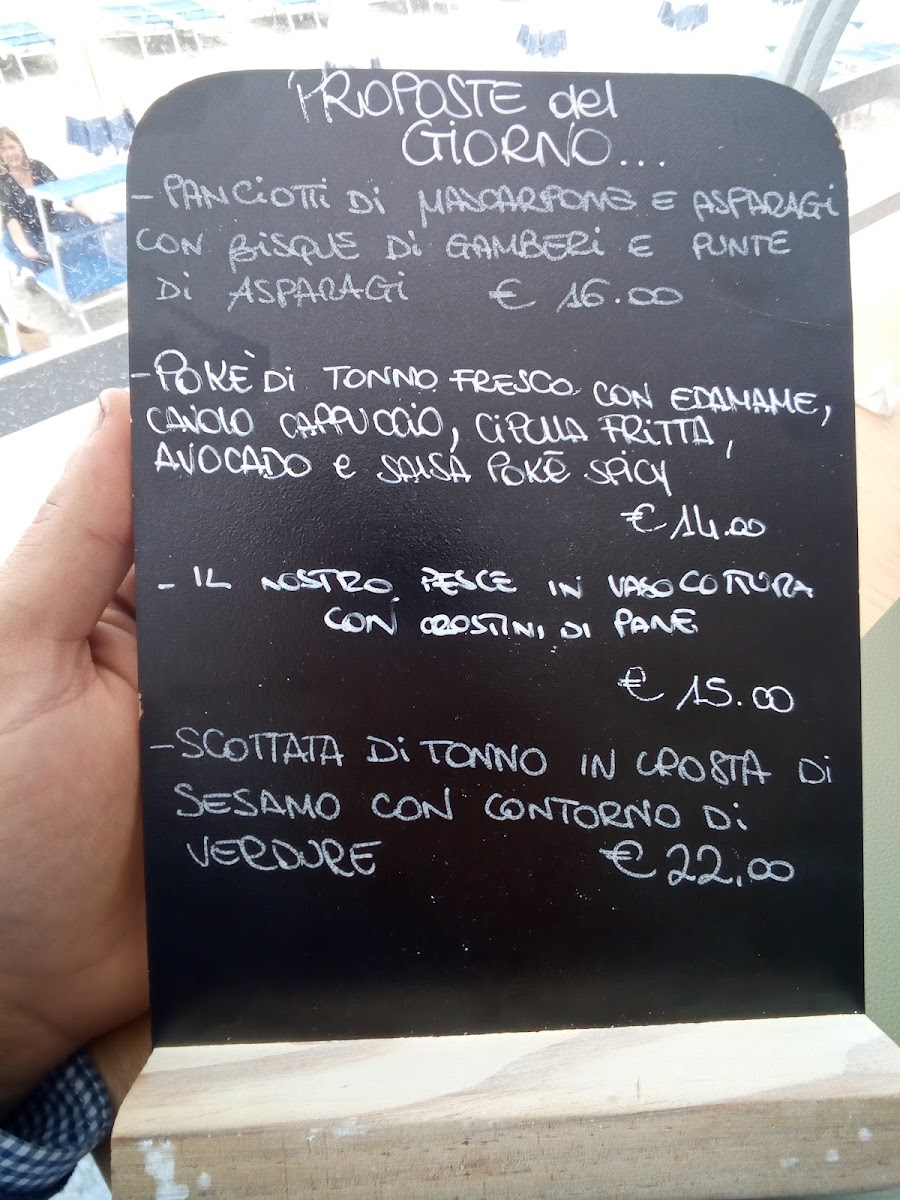 PROPOSTE del
GIORNO...
- PANCIOTTI Di MASCARPONE E ASPARAGi
CON BISQUE Di GAMBERi E PUNTE
Di ASPARAGi € 16.00
- POKÈ Di TONNO FRESCO CON EDAMAME,
CAVOLO CAPPUCCiO, CiPOLLA FRiTTA,
AVOCADO e SALSA POKÈ SPiCY
€ 14.00
- IL NOSTRO PESCE IN VASOCOTTURA
CON CROSTINI DI PANE
€ 15.00
- SCOTTATA Di TONNO IN CROSTA Di
SESAMO CON CONTORNO Di
VERDURE € 22,00